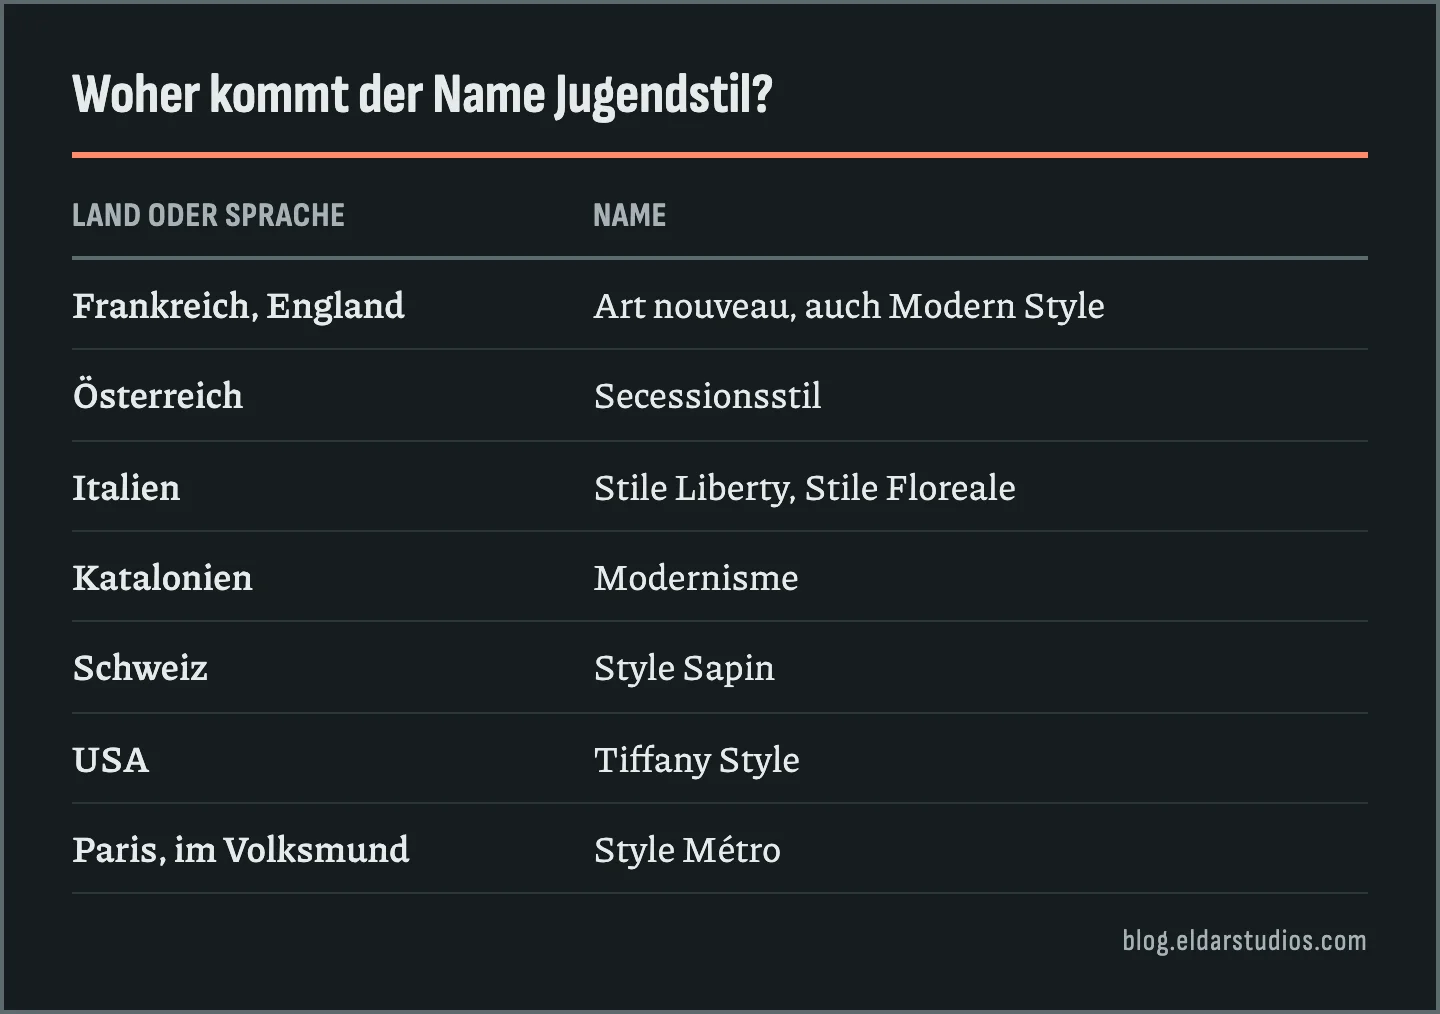 Woher kommt der Name Jugendstil?
LAND ODER SPRACHE NAME
Frankreich, England Art nouveau, auch Modern Style
Österreich Secessionsstil
Italien Stile Liberty, Stile Floreale
Katalonien Modernisme
Schweiz Style Sapin
USA Tiffany Style
Paris, im Volksmund Style Métro
blog.eldarstudios.com